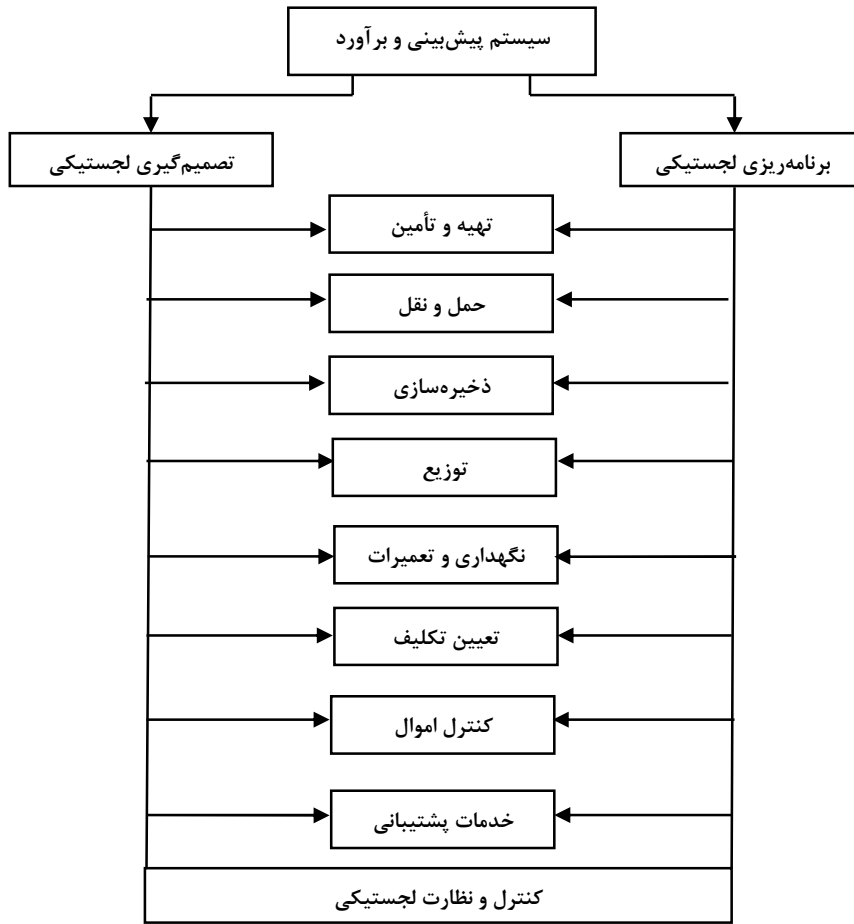 سیستم پیش‌بینی و برآورد
برنامه‌ریزی لجستیکی
تصمیم‌گیری لجستیکی
تهیه و تأمین
حمل و نقل
ذخیره‌سازی
توزیع
نگهداری و تعمیرات
تعیین تکلیف
کنترل اموال
خدمات پشتیبانی
کنترل و نظارت لجستیکی